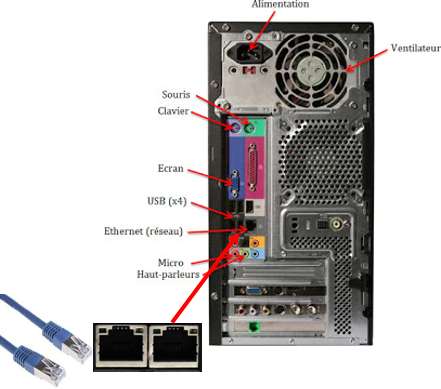 Alimentation
Ventilateur
Souris
Clavier
Ecran
USB (x4)
Ethernet (réseau)
Micro
Haut-parleurs